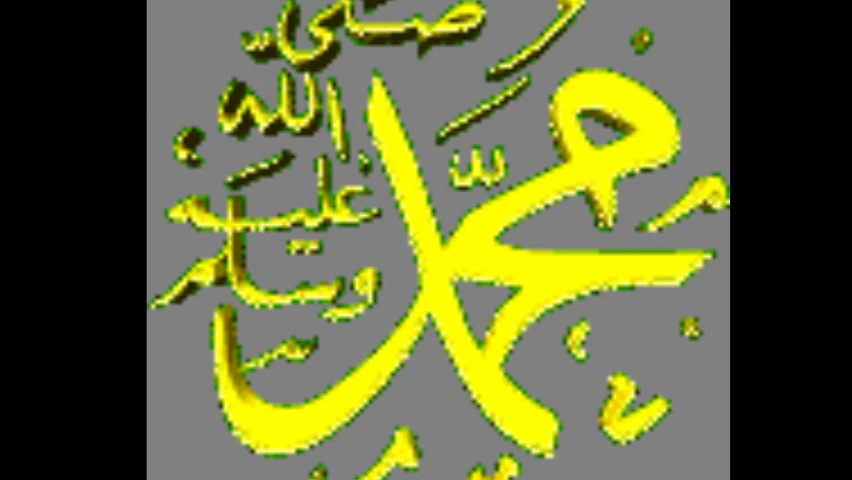 محمد
صلى
الله
عليه
وسلم